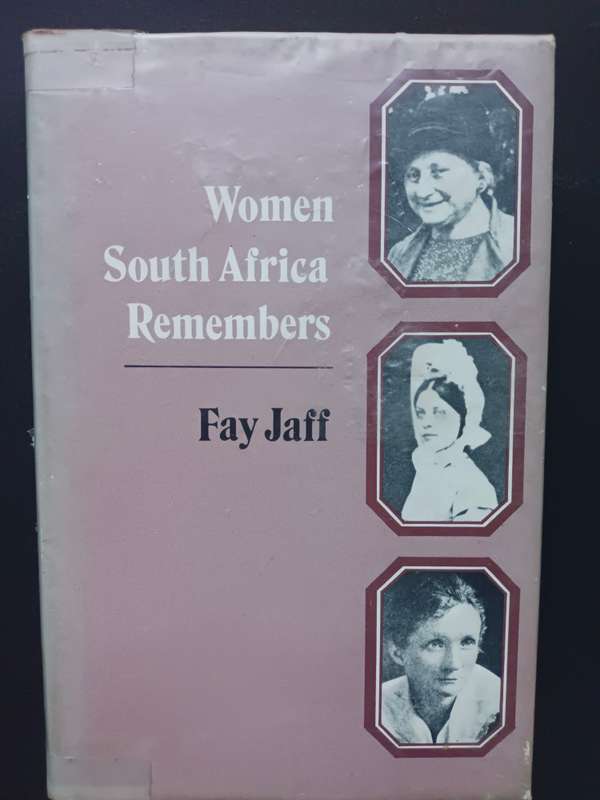 Women
South Africa
Remembers
Fay Jaff